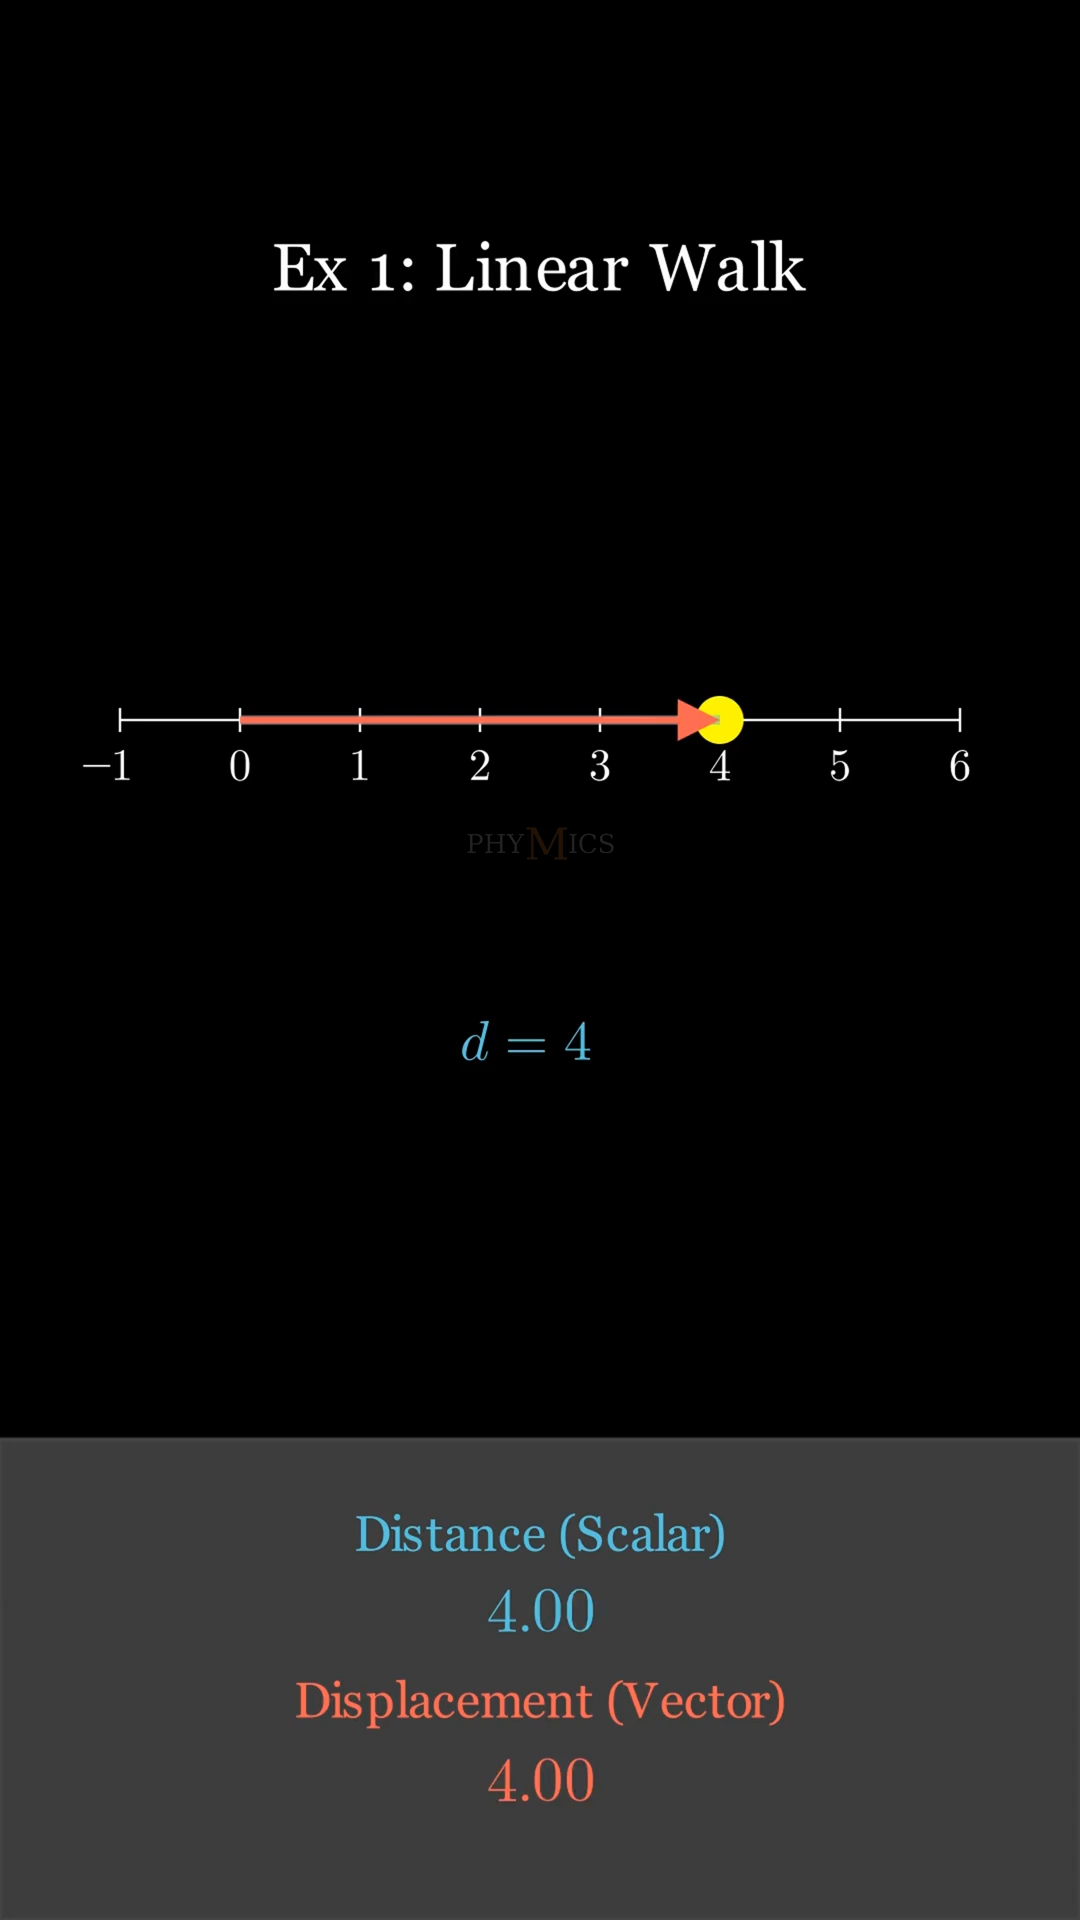 Ex 1: Linear Walk
−1 0 1 2 3 4 5 6
PHYMICS
d = 4
Distance (Scalar)
4.00
Displacement (Vector)
4.00